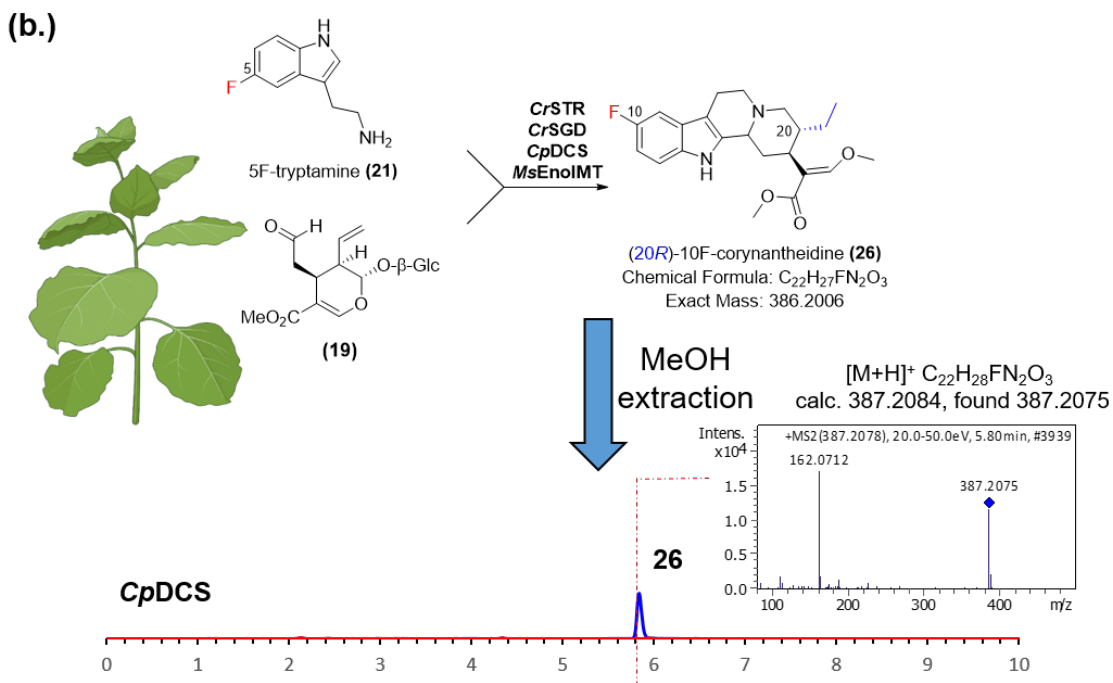 (b.)
5
F
N
H
NH₂
5F-tryptamine (21)
O
H
H
O-β-Glc
O
MeO₂C
(19)
CrSTR
CrSGD
CpDCS
MsEnolMT
F
10
N
20
N
H
O
O
O
(20R)-10F-corynantheidine (26)
Chemical Formula: C₂₂H₂₇FN₂O₃
Exact Mass: 386.2006
MeOH
extraction
[M+H]⁺ C₂₂H₂₈FN₂O₃
calc. 387.2084, found 387.2075
Intens.
x10⁴
+MS2(387.2078), 20.0-50.0eV, 5.80min, #3939
162.0712
387.2075
1.5
1.0
0.5
0.0
100 200 300 400 m/z
26
CpDCS
0 1 2 3 4 5 6 7 8 9 10